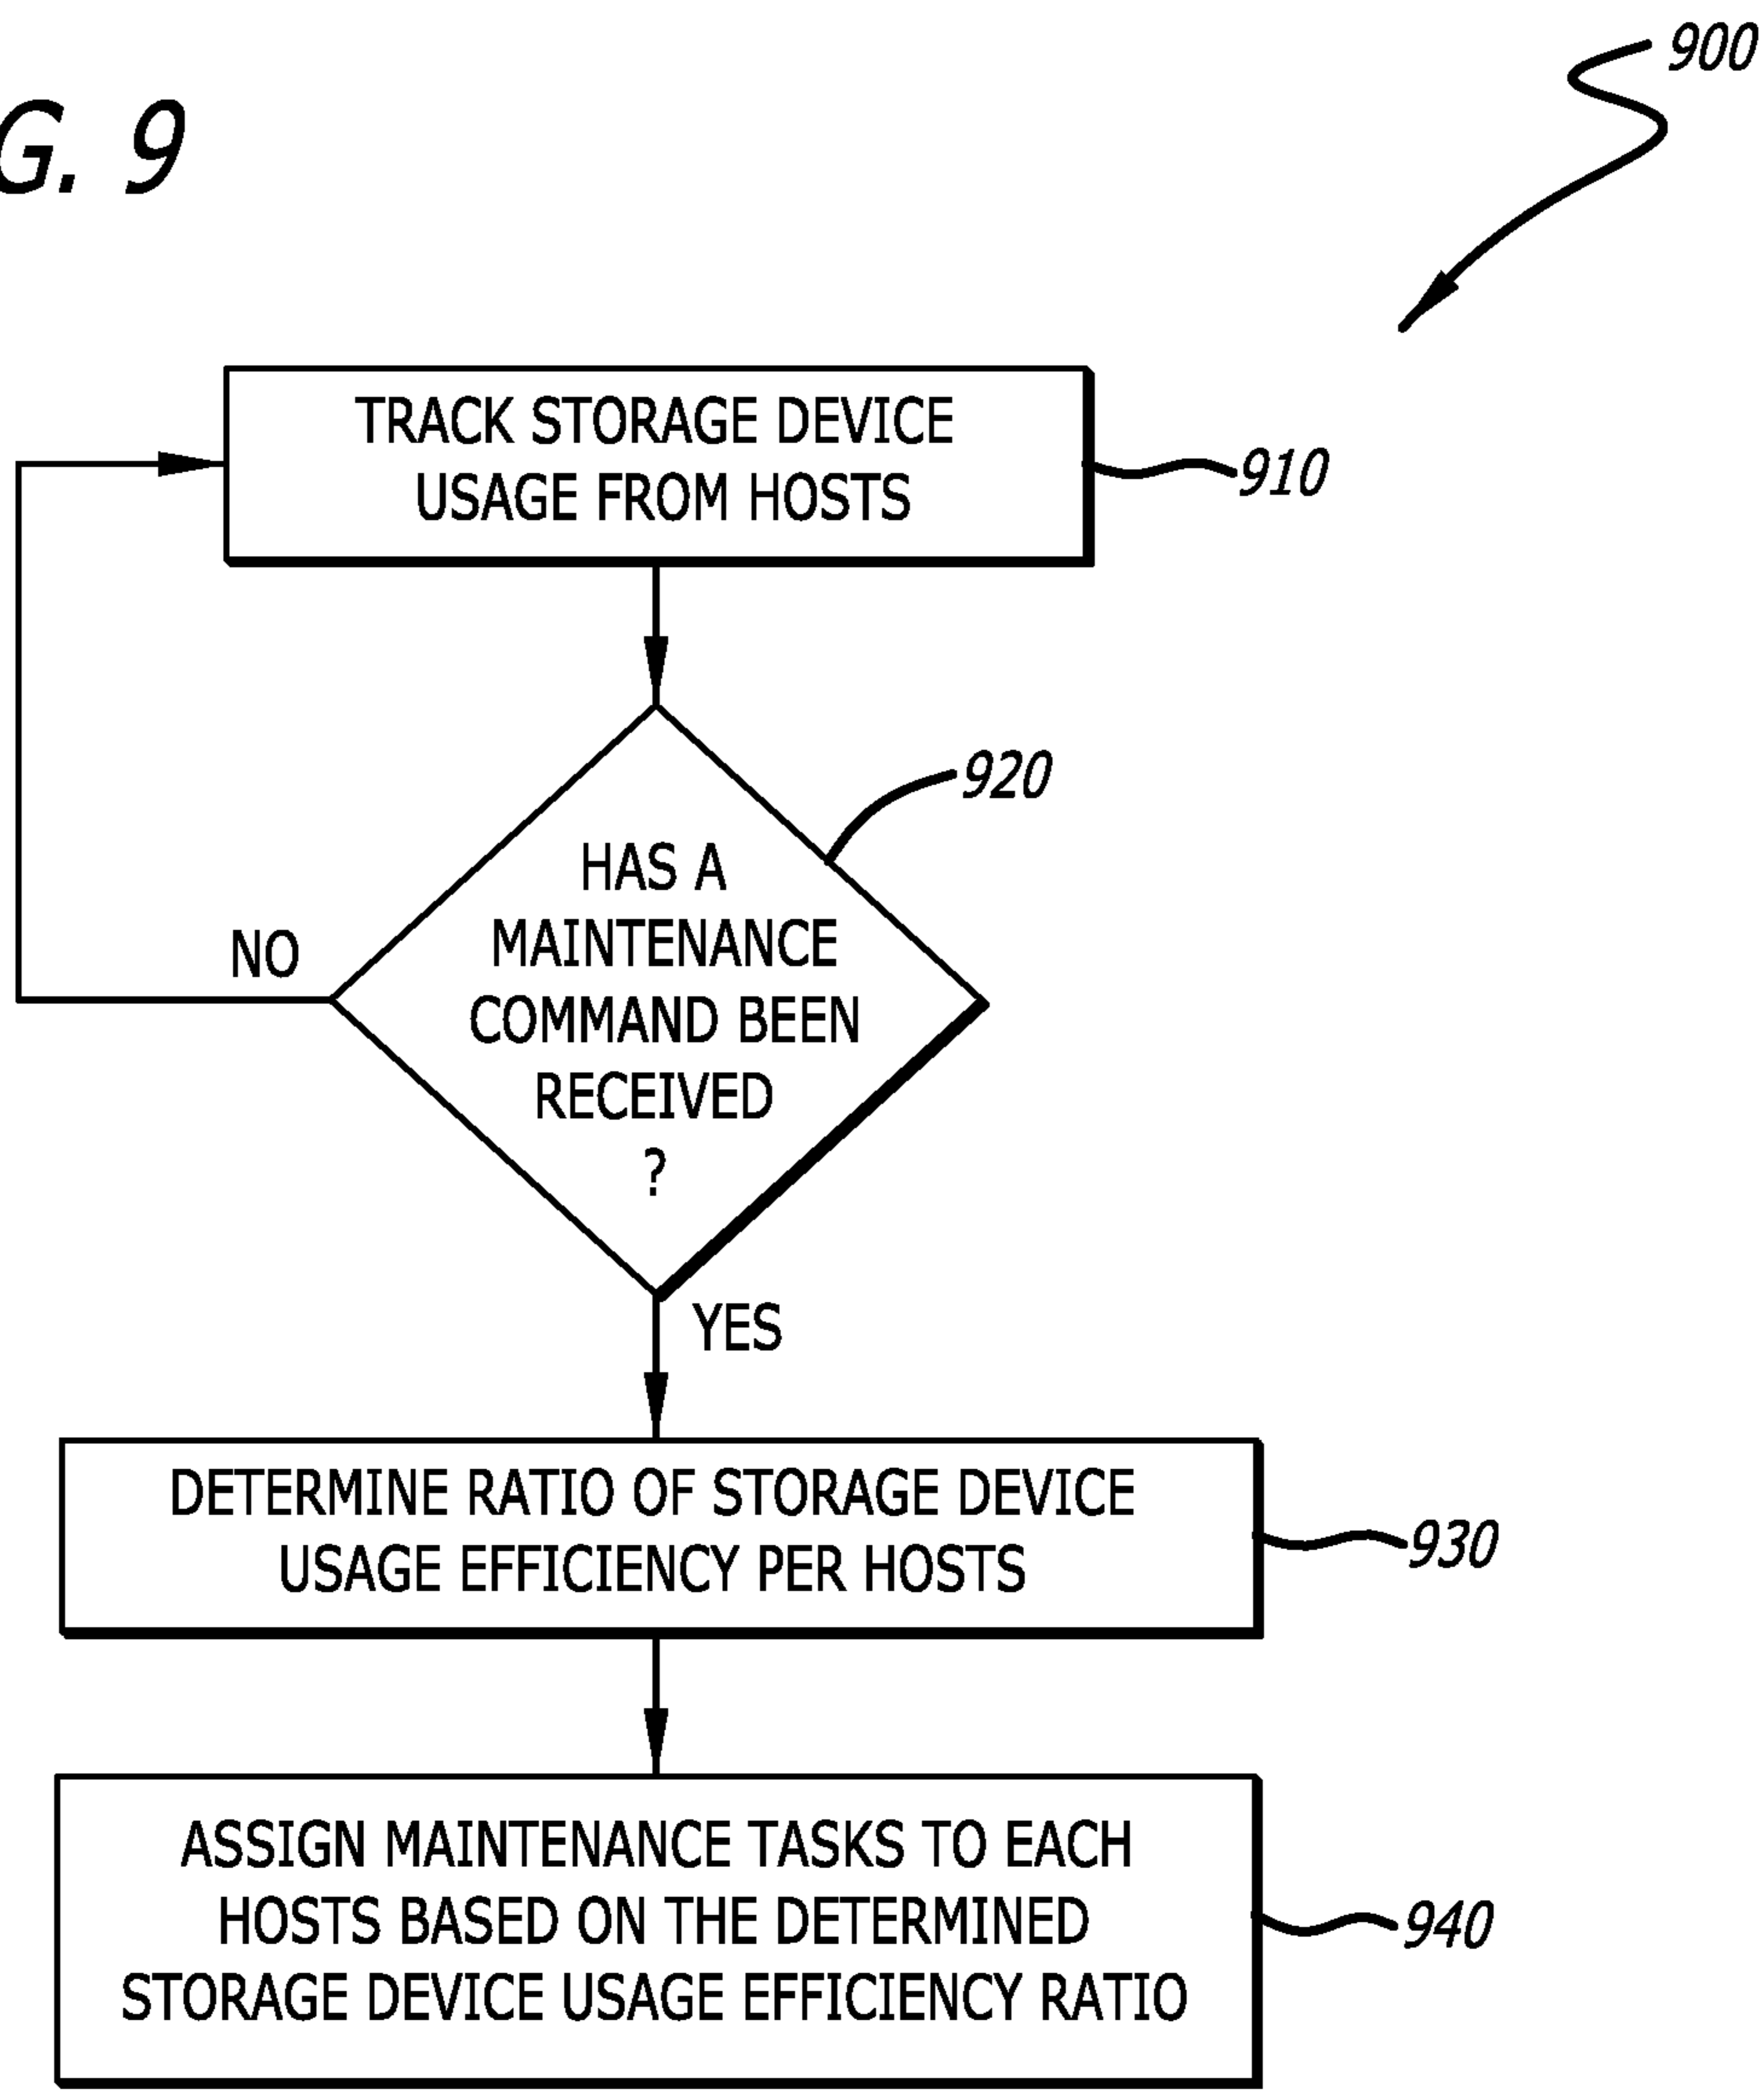 900
G. 9
TRACK STORAGE DEVICE
USAGE FROM HOSTS
910
920
HAS A
MAINTENANCE
COMMAND BEEN
RECEIVED
?
NO
YES
DETERMINE RATIO OF STORAGE DEVICE
USAGE EFFICIENCY PER HOSTS
930
ASSIGN MAINTENANCE TASKS TO EACH
HOSTS BASED ON THE DETERMINED
STORAGE DEVICE USAGE EFFICIENCY RATIO
940